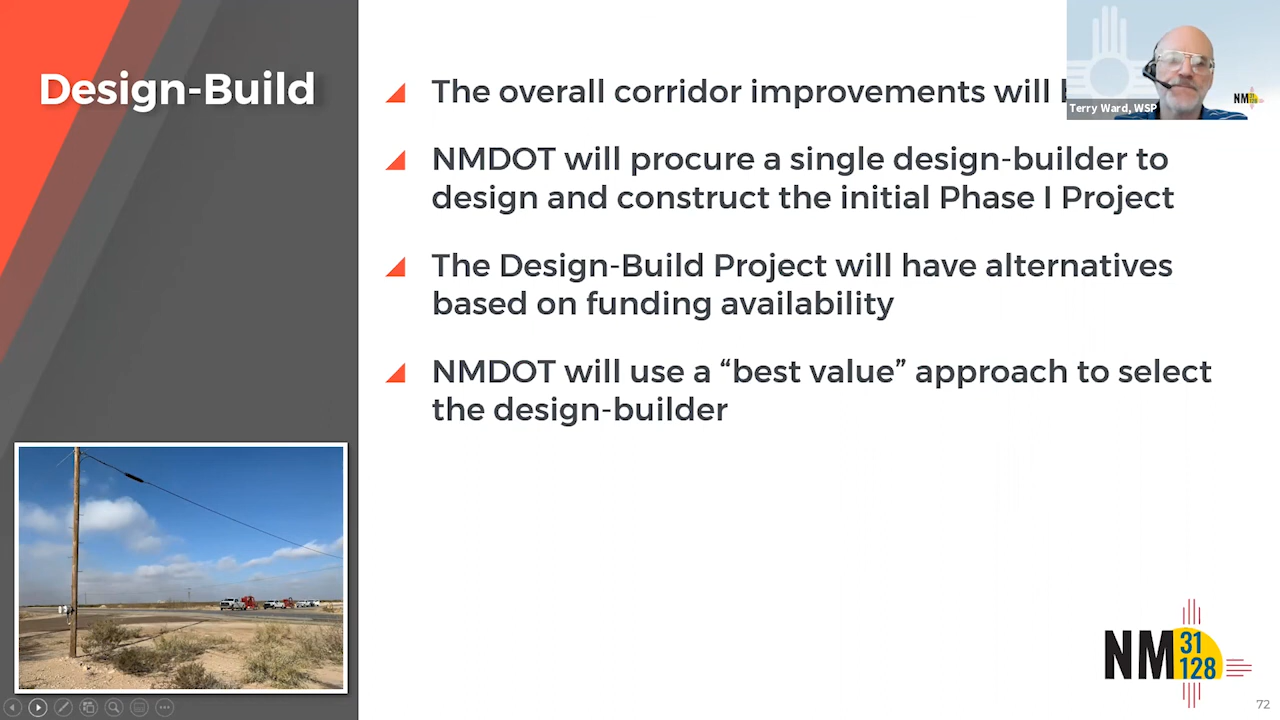 Design-Build
The overall corridor improvements will
Terry Ward, WSP
NM
NMDOT will procure a single design-builder to
design and construct the initial Phase I Project
The Design-Build Project will have alternatives
based on funding availability
NMDOT will use a “best value” approach to select
the design-builder
NM 31
128
72